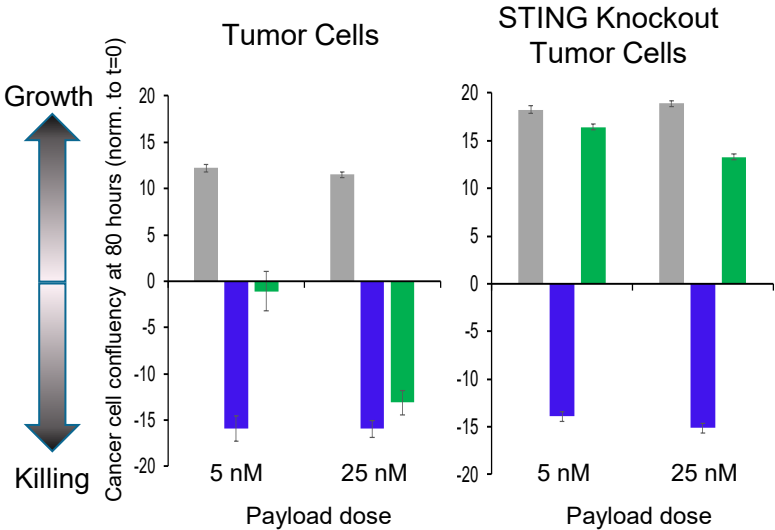 Tumor Cells
STING Knockout
Tumor Cells
Growth
Killing
Cancer cell confluency at 80 hours (norm. to t=0)
20
15
10
5
0
-5
-10
-15
-20
5 nM
25 nM
Payload dose
20
15
10
5
0
-5
-10
-15
-20
5 nM
25 nM
Payload dose